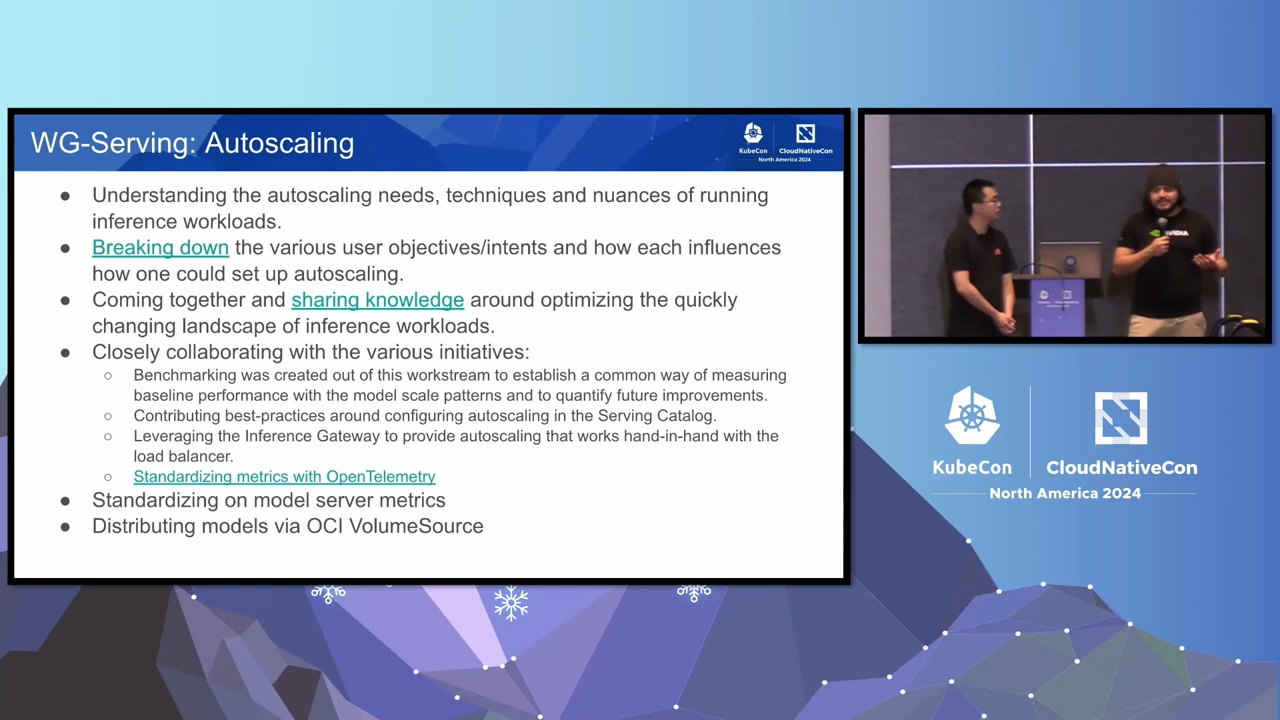 WG-Serving: Autoscaling
KubeCon
CloudNativeCon
North America 2024
● Understanding the autoscaling needs, techniques and nuances of running
inference workloads.
● Breaking down the various user objectives/intents and how each influences
how one could set up autoscaling.
● Coming together and sharing knowledge around optimizing the quickly
changing landscape of inference workloads.
● Closely collaborating with the various initiatives:
○ Benchmarking was created out of this workstream to establish a common way of measuring
baseline performance with the model scale patterns and to quantify future improvements.
○ Contributing best-practices around configuring autoscaling in the Serving Catalog.
○ Leveraging the Inference Gateway to provide autoscaling that works hand-in-hand with the
load balancer.
○ Standardizing metrics with OpenTelemetry
● Standardizing on model server metrics
● Distributing models via OCI VolumeSource
NVIDIA
KubeCon
CloudNativeCon
North America 2024